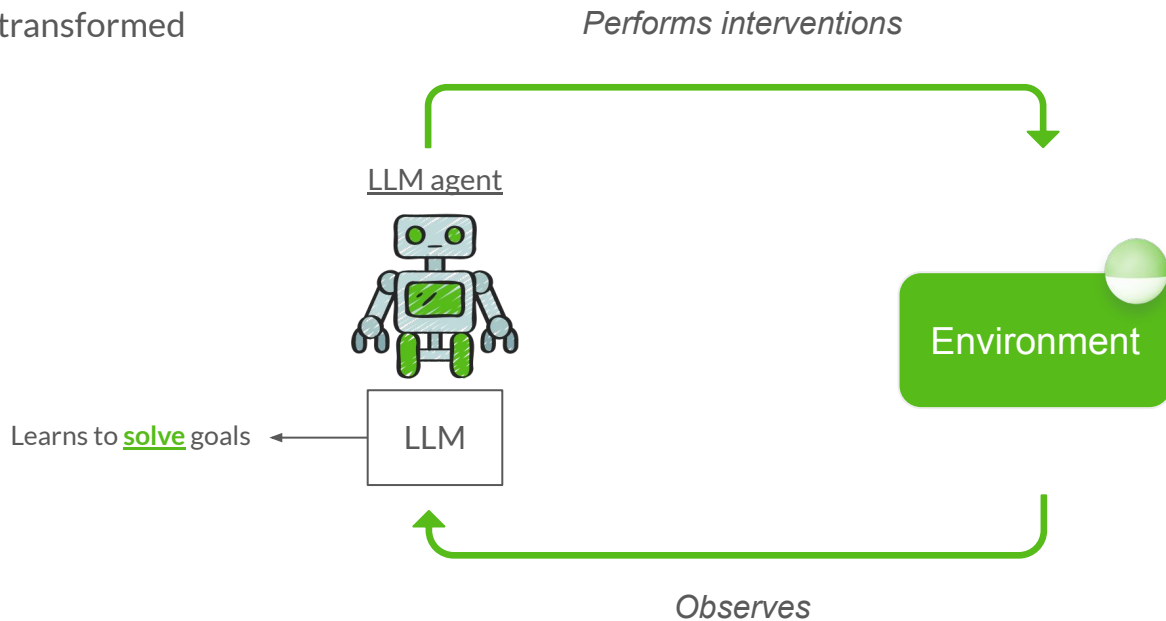 transformed
Performs interventions
LLM agent
Environment
Learns to solve goals
LLM
Observes